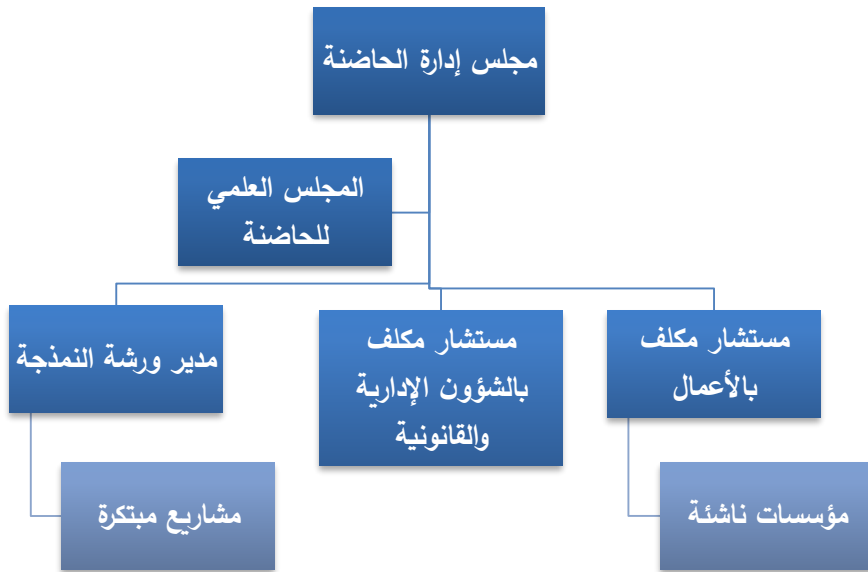 مجلس إدارة الحاضنة
المجلس العلمي
للحاضنة
مستشار مكلف
بالأعمال
مستشار مكلف
بالشؤون الإدارية
والقانونية
مدير ورشة النمذجة
مؤسسات ناشئة
مشاريع مبتكرة